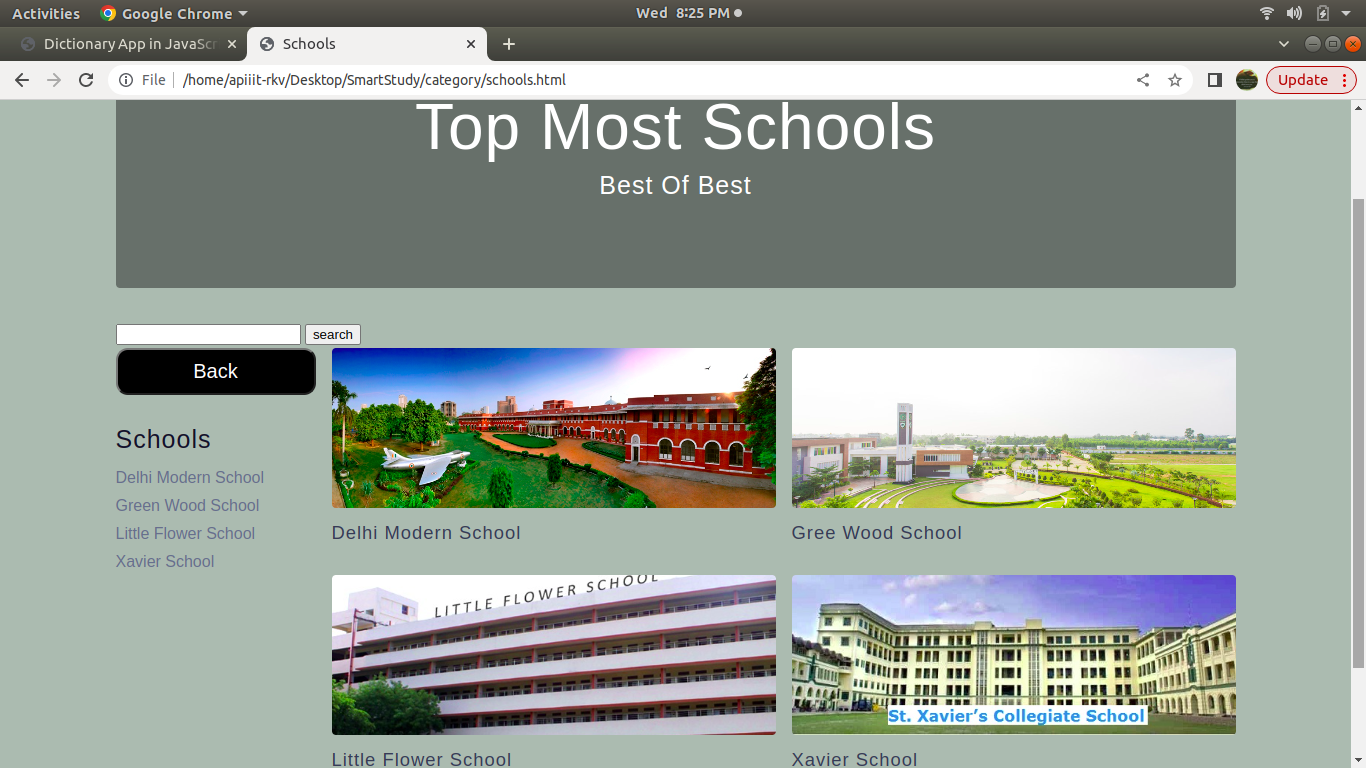 Activities Google Chrome Wed 8:25 PM
Dictionary App in JavaScr Schools
File /home/apiiit-rkv/Desktop/SmartStudy/category/schools.html Update
Top Most Schools
Best Of Best
search
Back
Schools
Delhi Modern School
Green Wood School
Little Flower School
Xavier School
Delhi Modern School
Gree Wood School
LITTLE FLOWER SCHOOL
St. Xavier's Collegiate School
Little Flower School
Xavier School